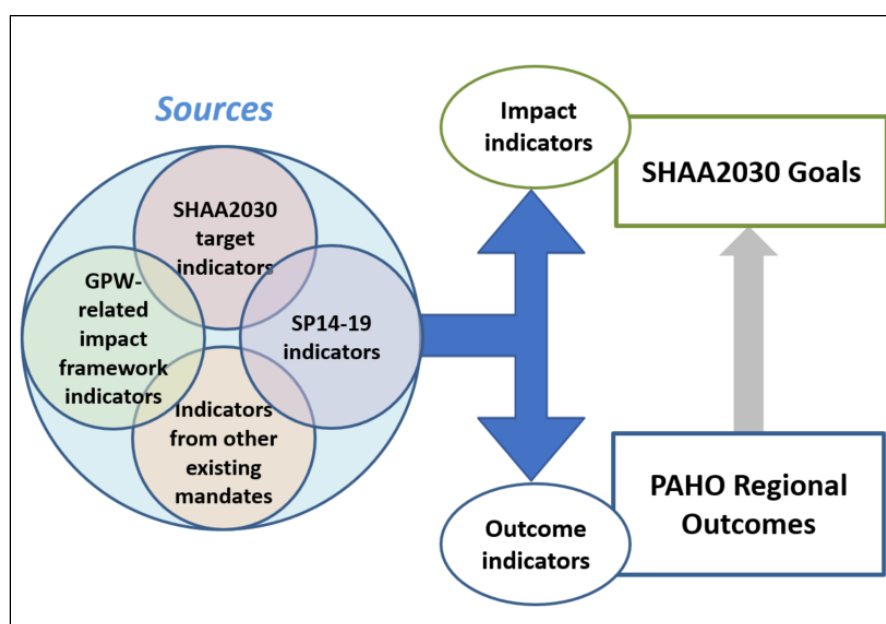 Sources
SHAA2030
target
indicators
GPW-
related
impact
framework
indicators
SP14-19
indicators
Indicators
from other
existing
mandates
Impact
indicators
SHAA2030 Goals
Outcome
indicators
PAHO Regional
Outcomes